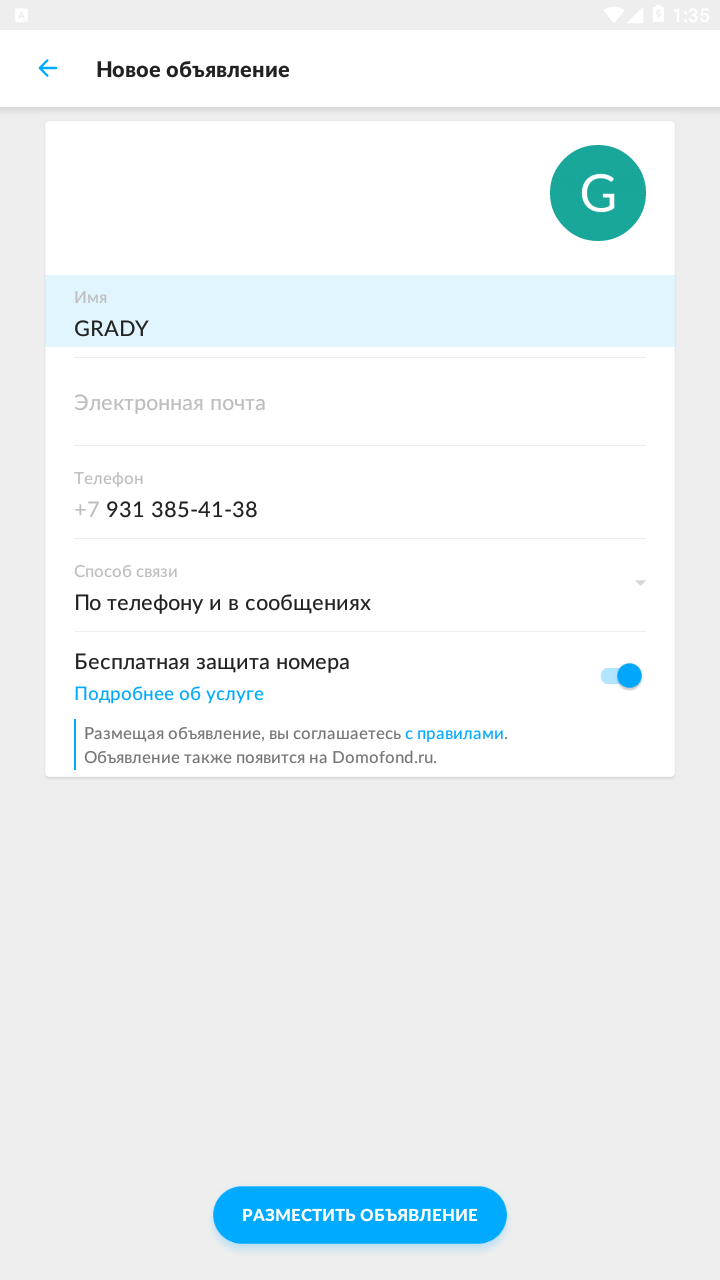 1:35
Новое объявление
G
Имя
GRADY
Электронная почта
Телефон
+7 931 385-41-38
Способ связи
По телефону и в сообщениях
Бесплатная защита номера
Подробнее об услуге
Размещая объявление, вы соглашаетесь с правилами.
Объявление также появится на Domofond.ru.
РАЗМЕСТИТЬ ОБЪЯВЛЕНИЕ